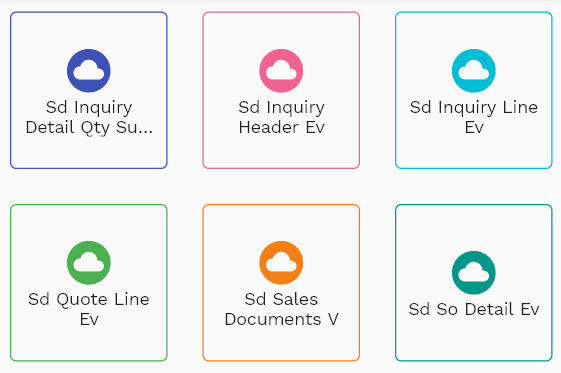 Sd Inquiry
Detail Qty Su...
Sd Inquiry
Header Ev
Sd Inquiry Line
Ev
Sd Quote Line
Ev
Sd Sales
Documents V
Sd So Detail Ev